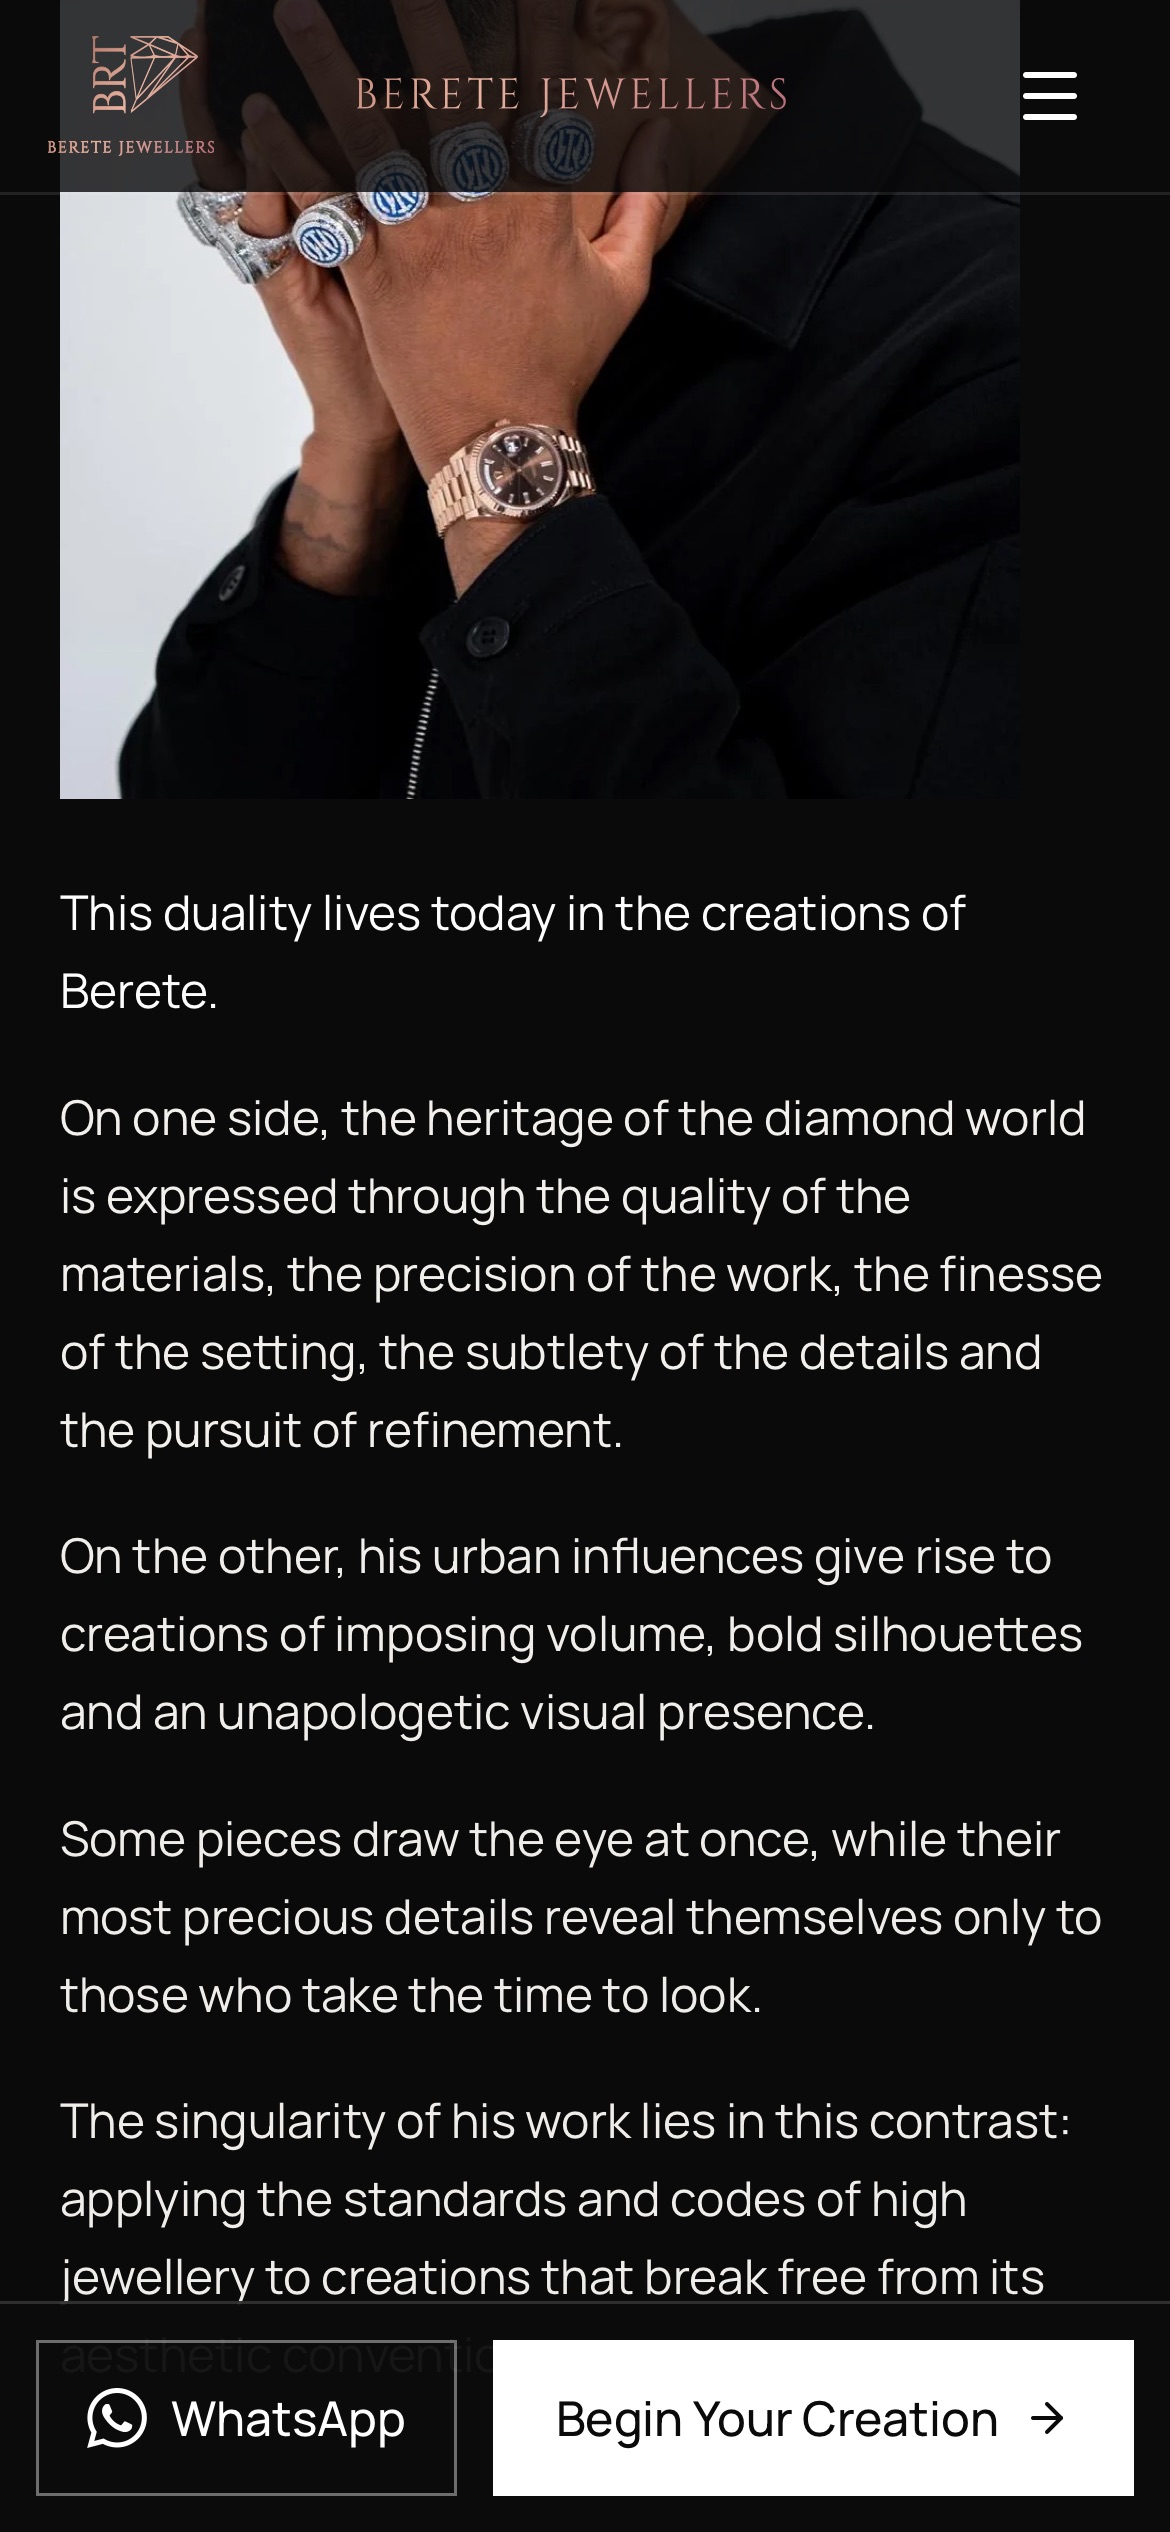 BRT
BERETE JEWELLERS
BERETE JEWELLERS
This duality lives today in the creations of
Berete.
On one side, the heritage of the diamond world
is expressed through the quality of the
materials, the precision of the work, the finesse
of the setting, the subtlety of the details and
the pursuit of refinement.
On the other, his urban influences give rise to
creations of imposing volume, bold silhouettes
and an unapologetic visual presence.
Some pieces draw the eye at once, while their
most precious details reveal themselves only to
those who take the time to look.
The singularity of his work lies in this contrast:
applying the standards and codes of high
jewellery to creations that break free from its
aesthetic
WhatsApp
Begin Your Creation →